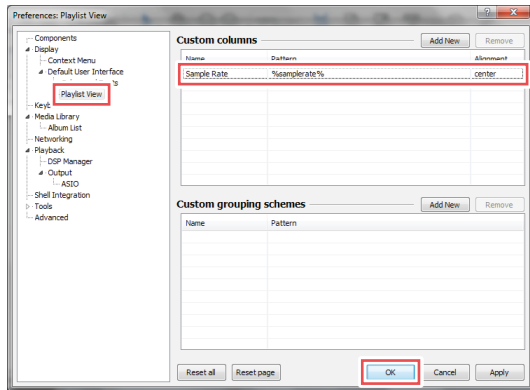 Preferences: Playlist View
Components
Display
Context Menu
Default User Interface
Playlist View
Media Library
Album List
Networking
Playback
DSP Manager
Output
ASIO
Shell Integration
Tools
Advanced
Custom columns
Add New
Remove
Name Pattern Alignment
Sample Rate %samplerate% center
Custom grouping schemes
Add New
Remove
Name Pattern
Reset all
Reset page
OK
Cancel
Apply